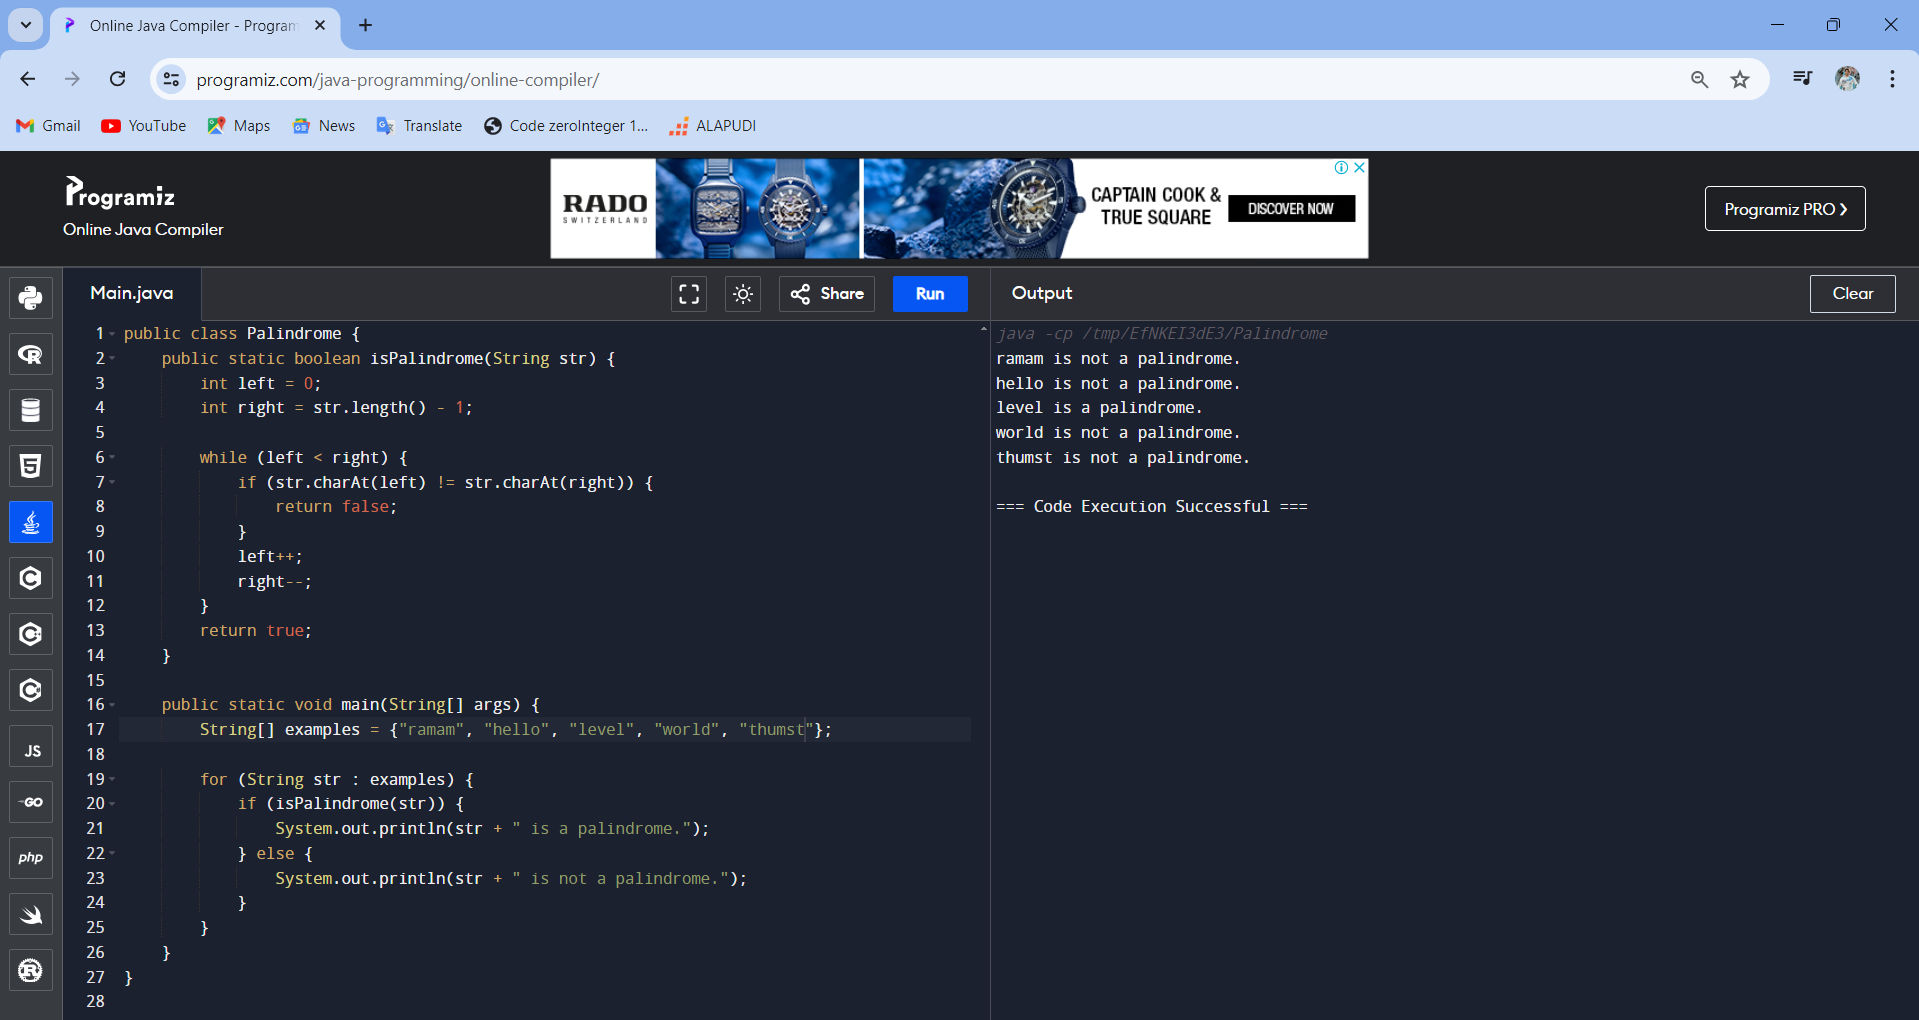 Online Java Compiler - Program
programiz.com/java-programming/online-compiler/
Gmail YouTube Maps News Translate Code zeroInteger 1... ALAPUDI
Programiz
Online Java Compiler
RADO
SWITZERLAND
CAPTAIN COOK &
TRUE SQUARE
DISCOVER NOW
Programiz PRO ❯
Main.java
Share
Run
Output
Clear
R
5
C
C
C
JS
GO
php
R
1 public class Palindrome {
2     public static boolean isPalindrome(String str) {
3         int left = 0;
4         int right = str.length() - 1;
5
6         while (left < right) {
7             if (str.charAt(left) != str.charAt(right)) {
8                 return false;
9             }
10             left++;
11             right--;
12         }
13         return true;
14     }
15
16     public static void main(String[] args) {
17         String[] examples = {"ramam", "hello", "level", "world", "thumst"};
18
19         for (String str : examples) {
20             if (isPalindrome(str)) {
21                 System.out.println(str + " is a palindrome.");
22             } else {
23                 System.out.println(str + " is not a palindrome.");
24             }
25         }
26     }
27 }
28
java -cp /tmp/EfNKEI3dE3/Palindrome
ramam is not a palindrome.
hello is not a palindrome.
level is a palindrome.
world is not a palindrome.
thumst is not a palindrome.
=== Code Execution Successful ===